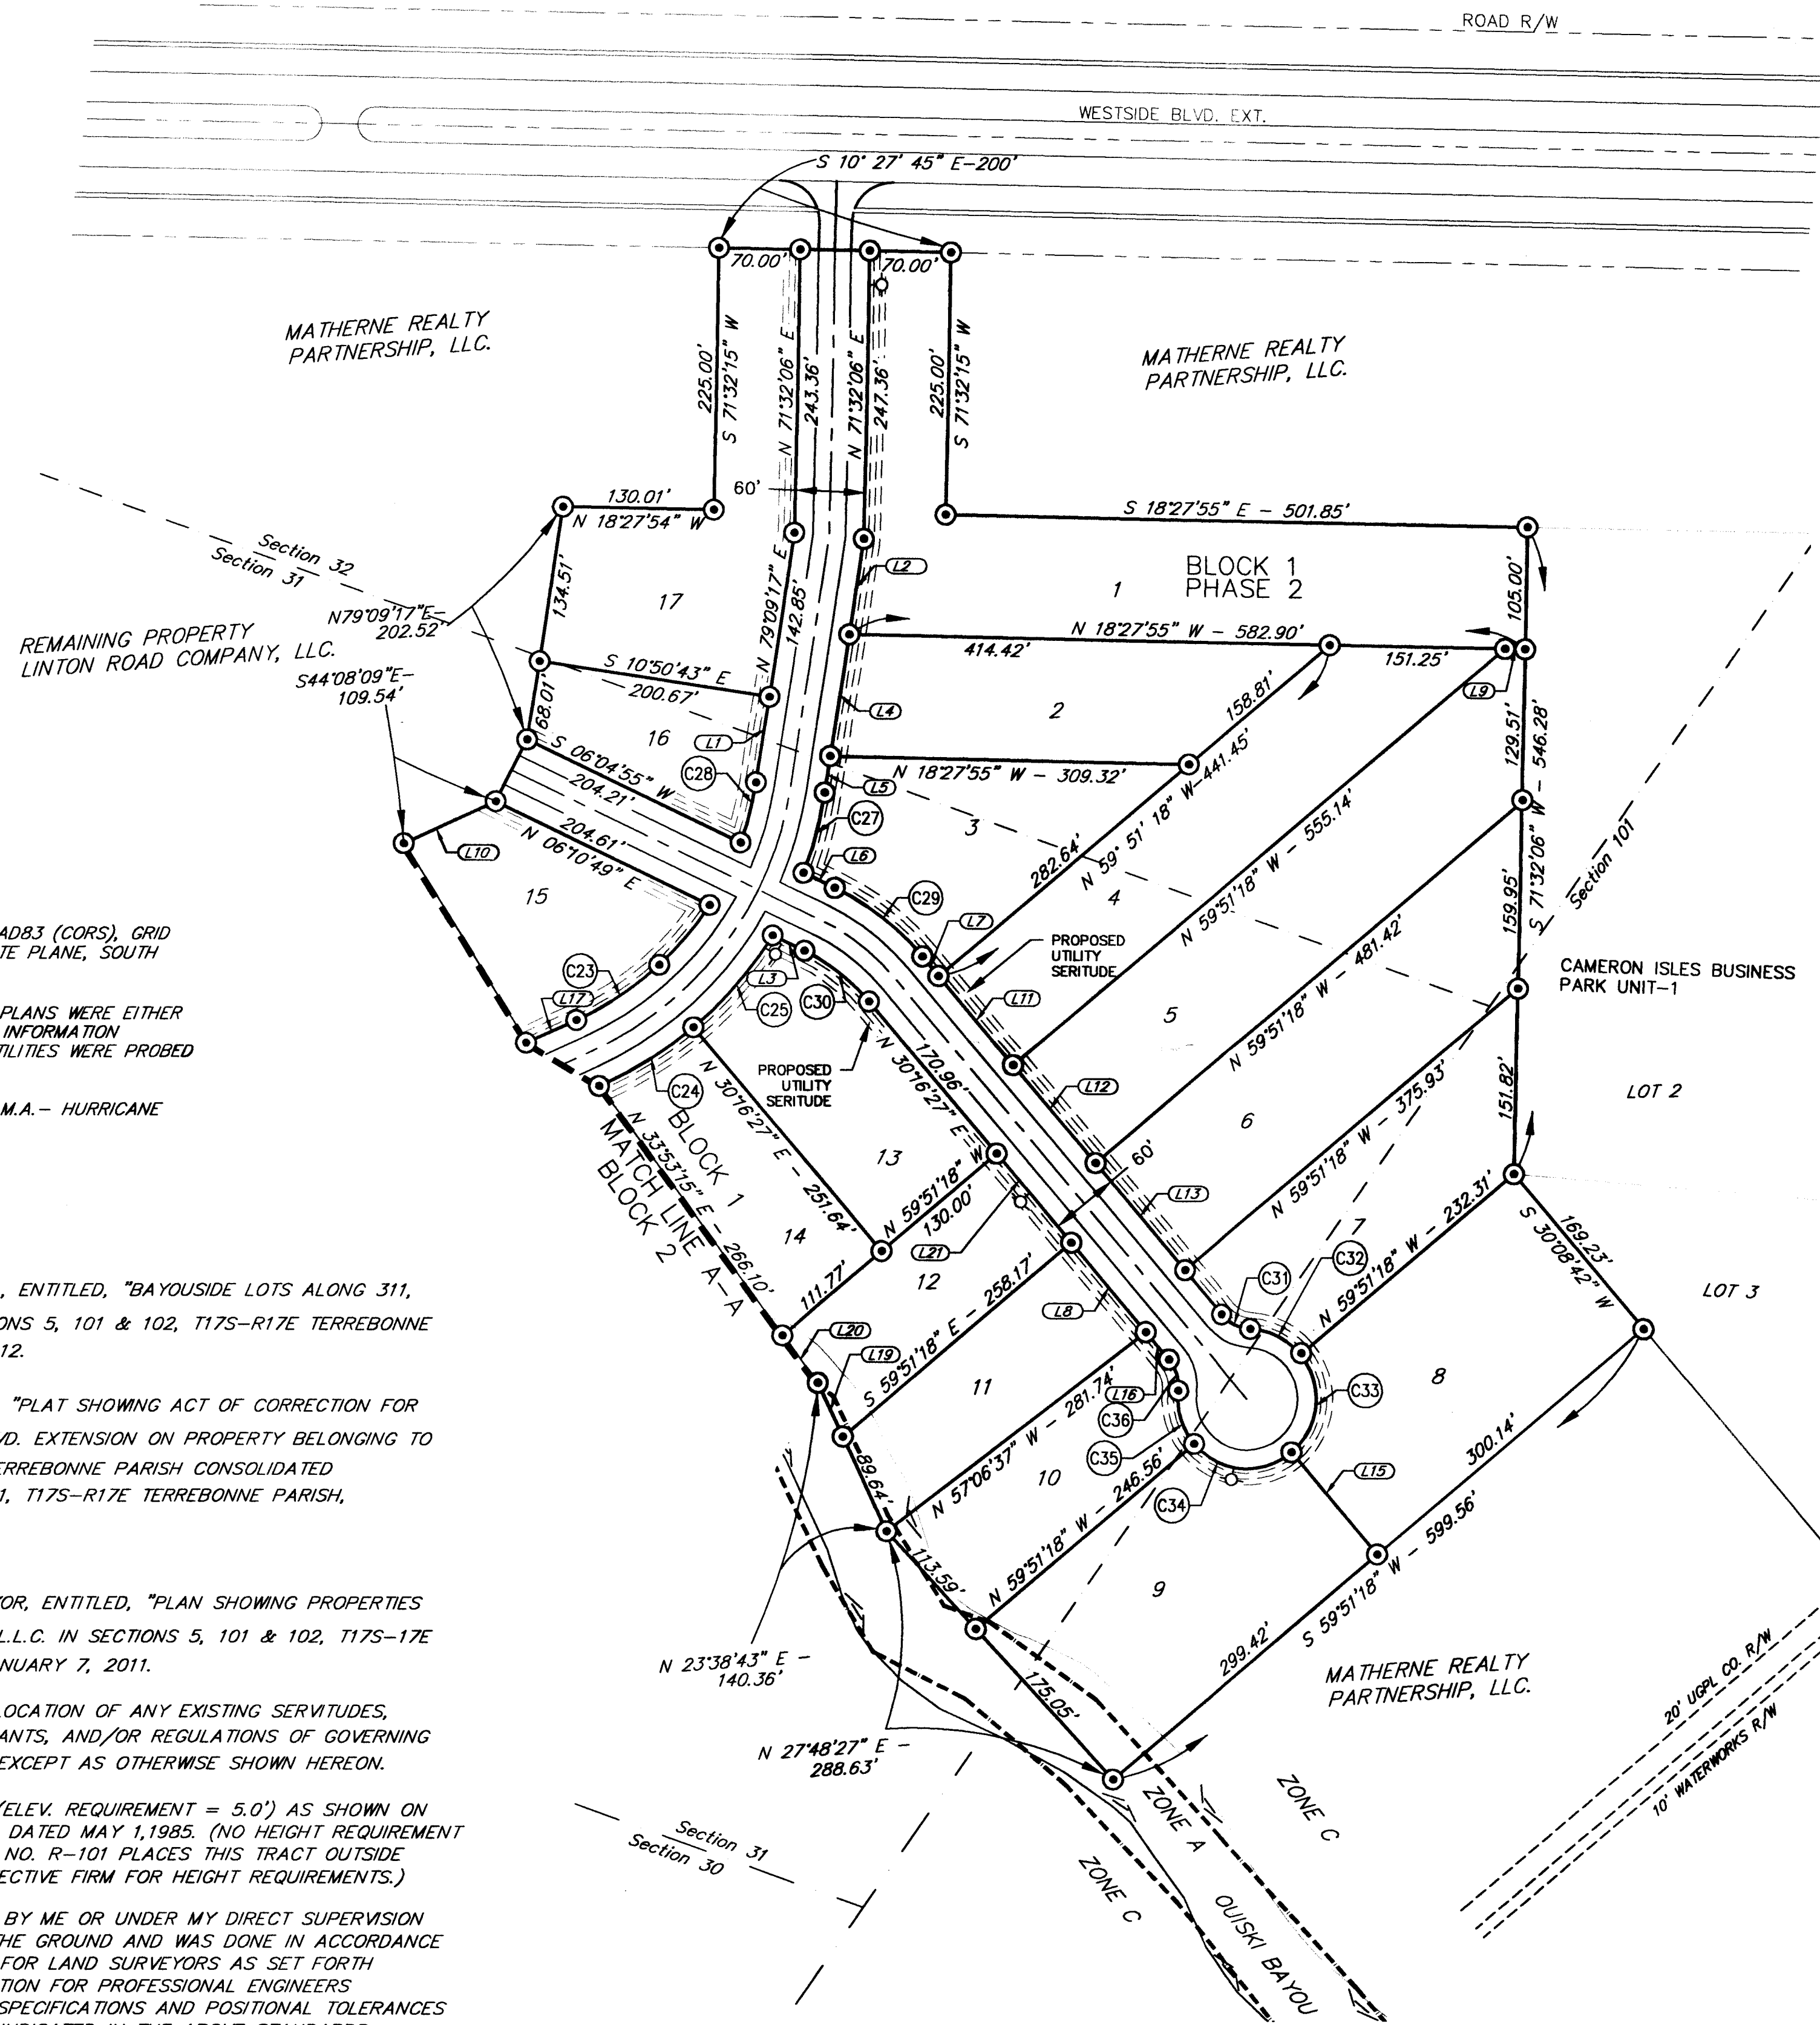 ROAD R/W
WESTSIDE BLVD. EXT.
S 10° 27' 45" E-200'
70.00'
70.00'
MATHERNE REALTY
PARTNERSHIP, LLC.
225.00'
S 71°32'15" W
N 71°32'06" E
243.36'
N 71°32'06" E
247.36'
225.00'
S 71°32'15" W
MATHERNE REALTY
PARTNERSHIP, LLC.
60'
130.01'
N 18°27'54" W
S 18°27'55" E - 501.85'
Section 32
Section 31
134.51'
17
N 79°09'17" E
142.85'
L2
1
BLOCK 1
PHASE 2
105.00'
N79°09'17"E-
202.52'
REMAINING PROPERTY
LINTON ROAD COMPANY, LLC.
S44°08'09"E-
109.54'
N 18°27'55" W - 582.90'
414.42'
151.25'
L9
S 10°50'43" E
200.67'
68.01'
16
L1
L4
2
158.81'
S 06°04'55" W
204.21'
C28
N 18°27'55" W - 309.32'
L5
C27
3
129.51'
S 71°32'06" W - 546.28'
Section 101
L10
204.61'
N 06°10'49" E
L6
282.64'
N 59° 51' 18" W-441.45'
N 59°51'18" W - 555.14'
15
C29
4
159.95'
AD83 (CORS), GRID
TE PLANE, SOUTH
L7
PROPOSED
UTILITY
SERITUDE
N 59°51'18" W - 481.42'
CAMERON ISLES BUSINESS
PARK UNIT-1
C23
L17
L3
C25
C30
L11
5
PLANS WERE EITHER
INFORMATION
TILITIES WERE PROBED
PROPOSED
UTILITY
SERITUDE
170.96'
N 30°16'27" E
L12
C24
N 30°16'27" E - 251.64'
6
N 59°51'18" W - 375.93'
151.82'
LOT 2
M.A.- HURRICANE
N 33°53'15" E - 266.10'
BLOCK 1
MATCH LINE A-A
BLOCK 2
13
N 59°51'18" W
130.00'
60'
L13
14
L21
7
N 59°51'18" W - 232.31'
169.23'
S 30°08'42" W
111.77'
12
C31
C32
LOT 3
, ENTITLED, "BAYOUSIDE LOTS ALONG 311,
ONS 5, 101 & 102, T17S-R17E TERREBONNE
12.
L20
L8
L19
S 59°51'18" E - 258.17'
11
L16
C36
C33
8
"PLAT SHOWING ACT OF CORRECTION FOR
VD. EXTENSION ON PROPERTY BELONGING TO
ERREBONNE PARISH CONSOLIDATED
1, T17S-R17E TERREBONNE PARISH,
89.64'
N 57°06'37" W - 281.74'
C35
10
C34
L15
300.14'
113.59'
N 59°51'18" W - 246.56'
9
S 59°51'18" W - 599.56'
299.42'
YOR, ENTITLED, "PLAN SHOWING PROPERTIES
L.L.C. IN SECTIONS 5, 101 & 102, T17S-17E
NUARY 7, 2011.
N 23°38'43" E -
140.36'
175.05'
MATHERNE REALTY
PARTNERSHIP, LLC.
20' UGPL CO. R/W
10' WATERWORKS R/W
LOCATION OF ANY EXISTING SERVITUDES,
ANTS, AND/OR REGULATIONS OF GOVERNING
EXCEPT AS OTHERWISE SHOWN HEREON.
N 27°48'27" E -
288.63'
ZONE A
ZONE C
(ELEV. REQUIREMENT = 5.0') AS SHOWN ON
DATED MAY 1,1985. (NO HEIGHT REQUIREMENT
NO. R-101 PLACES THIS TRACT OUTSIDE
ECTIVE FIRM FOR HEIGHT REQUIREMENTS.)
Section 31
Section 30
ZONE C
OUISKI BAYOU
BY ME OR UNDER MY DIRECT SUPERVISION
THE GROUND AND WAS DONE IN ACCORDANCE
FOR LAND SURVEYORS AS SET FORTH
TION FOR PROFESSIONAL ENGINEERS
SPECIFICATIONS AND POSITIONAL TOLERANCES